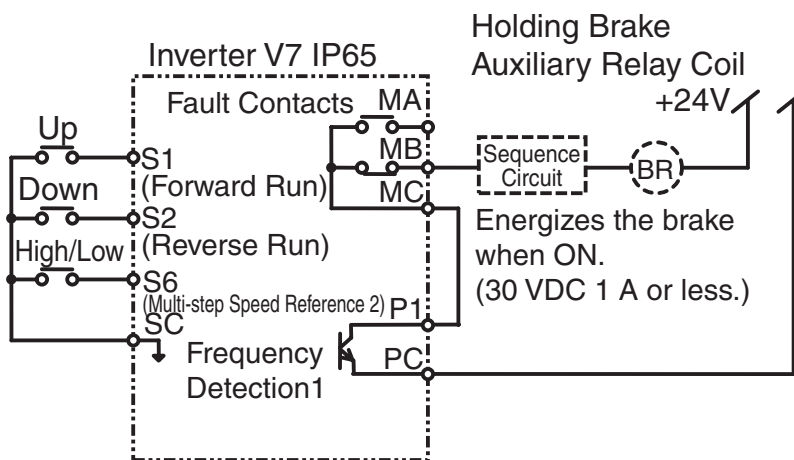 Holding Brake
Auxiliary Relay Coil
+24V
Inverter V7 IP65
Fault Contacts
MA
MB
MC
Up
S1
(Forward Run)
Down
S2
(Reverse Run)
High/Low
S6
(Multi-step Speed Reference 2)
SC
P1
Frequency
Detection1
PC
Sequence
Circuit
BR
Energizes the brake
when ON.
(30 VDC 1 A or less.)